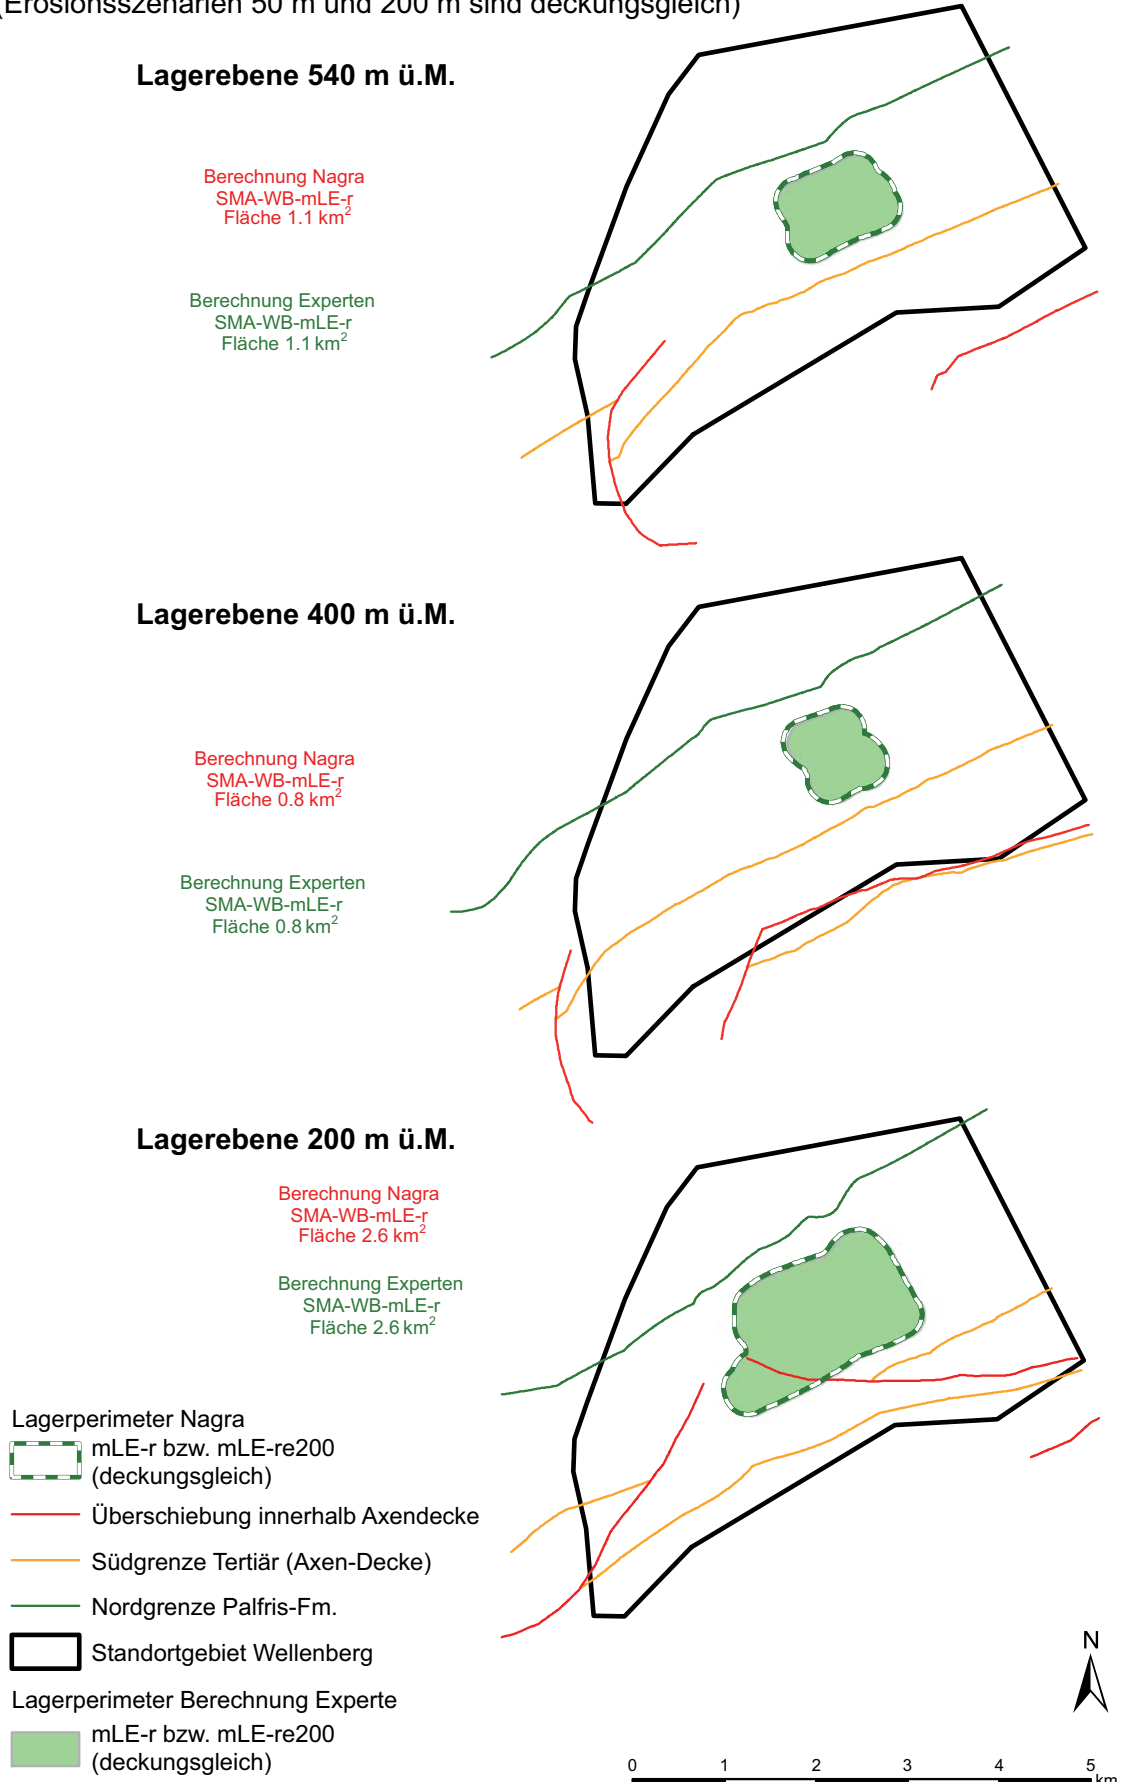 (Erosionsszenarien 50 m und 200 m sind deckungsgleich)
Lagerebene 540 m ü.M.
Berechnung Nagra
SMA-WB-mLE-r
Fläche 1.1 km²
Berechnung Experten
SMA-WB-mLE-r
Fläche 1.1 km²
Lagerebene 400 m ü.M.
Berechnung Nagra
SMA-WB-mLE-r
Fläche 0.8 km²
Berechnung Experten
SMA-WB-mLE-r
Fläche 0.8 km²
Lagerebene 200 m ü.M.
Berechnung Nagra
SMA-WB-mLE-r
Fläche 2.6 km²
Berechnung Experten
SMA-WB-mLE-r
Fläche 2.6 km²
Lagerperimeter Nagra
mLE-r bzw. mLE-re200
(deckungsgleich)
Überschiebung innerhalb Axendecke
Südgrenze Tertiär (Axen-Decke)
Nordgrenze Palfris-Fm.
Standortgebiet Wellenberg
Lagerperimeter Berechnung Experte
mLE-r bzw. mLE-re200
(deckungsgleich)
N
0 1 2 3 4 5
km